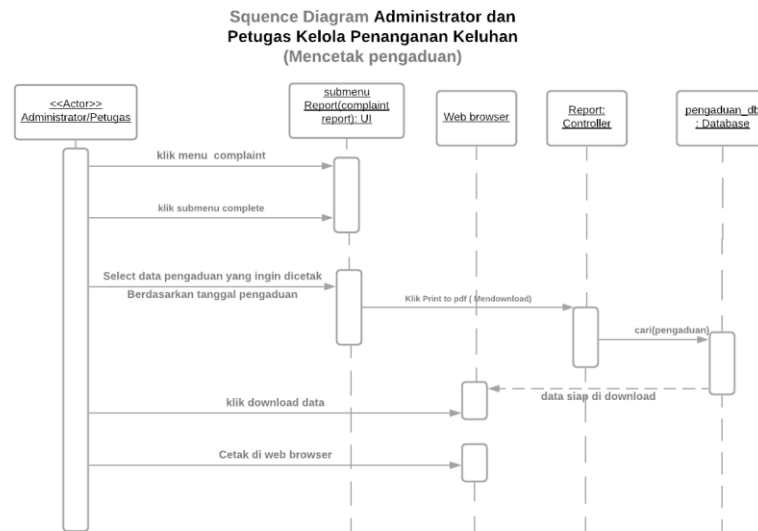 Squence Diagram Administrator dan
Petugas Kelola Penanganan Keluhan
(Mencetak pengaduan)
<<Actor>>
Administrator/Petugas
submenu
Report(complaint
report): UI
Web browser
Report:
Controller
pengaduan_db
: Database
klik menu complaint
klik submenu complete
Select data pengaduan yang ingin dicetak
Berdasarkan tanggal pengaduan
Klik Print to pdf ( Mendownload)
cari(pengaduan)
data siap di download
klik download data
Cetak di web browser